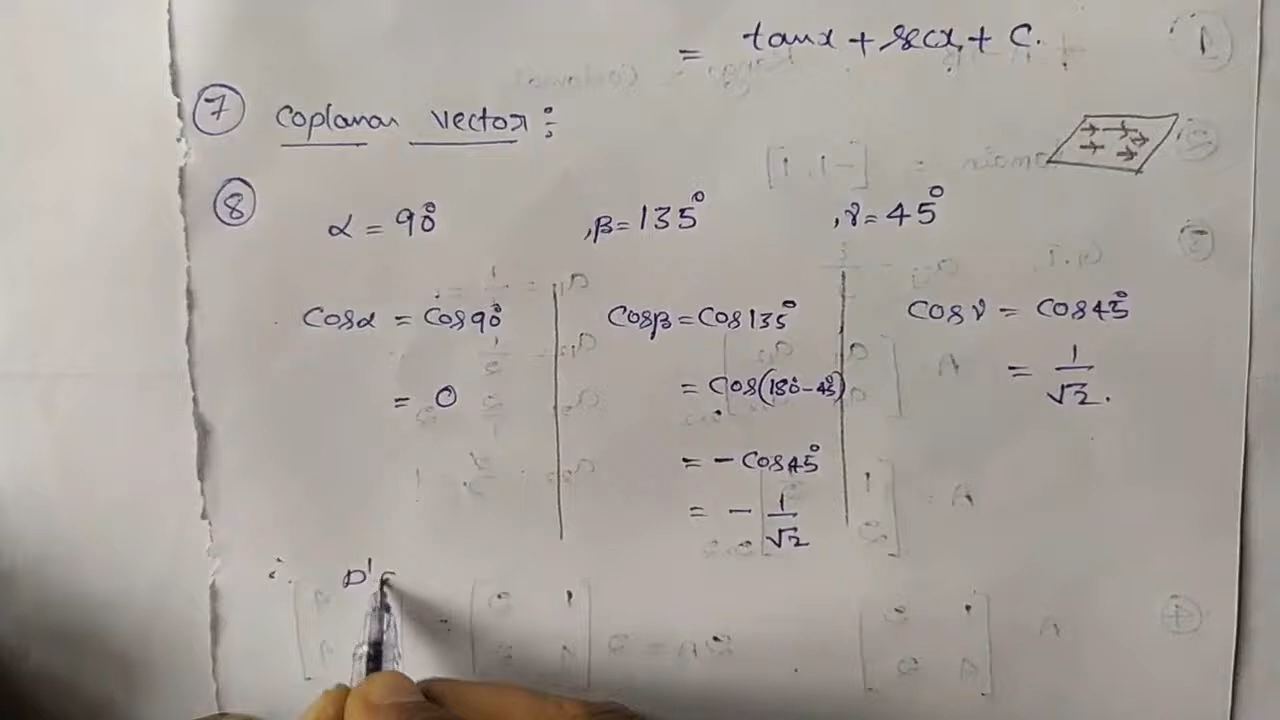 = tanx + secx + C.
7 Coplanar vector :
8 α = 90° , β = 135° , γ = 45°
Cosα = Cos90° Cosβ = Cos135° Cosγ = Cos45°
= 0 = Cos(180° - 45°) = 1/√2.
= - Cos45°
= - 1/√2
∴ D'c